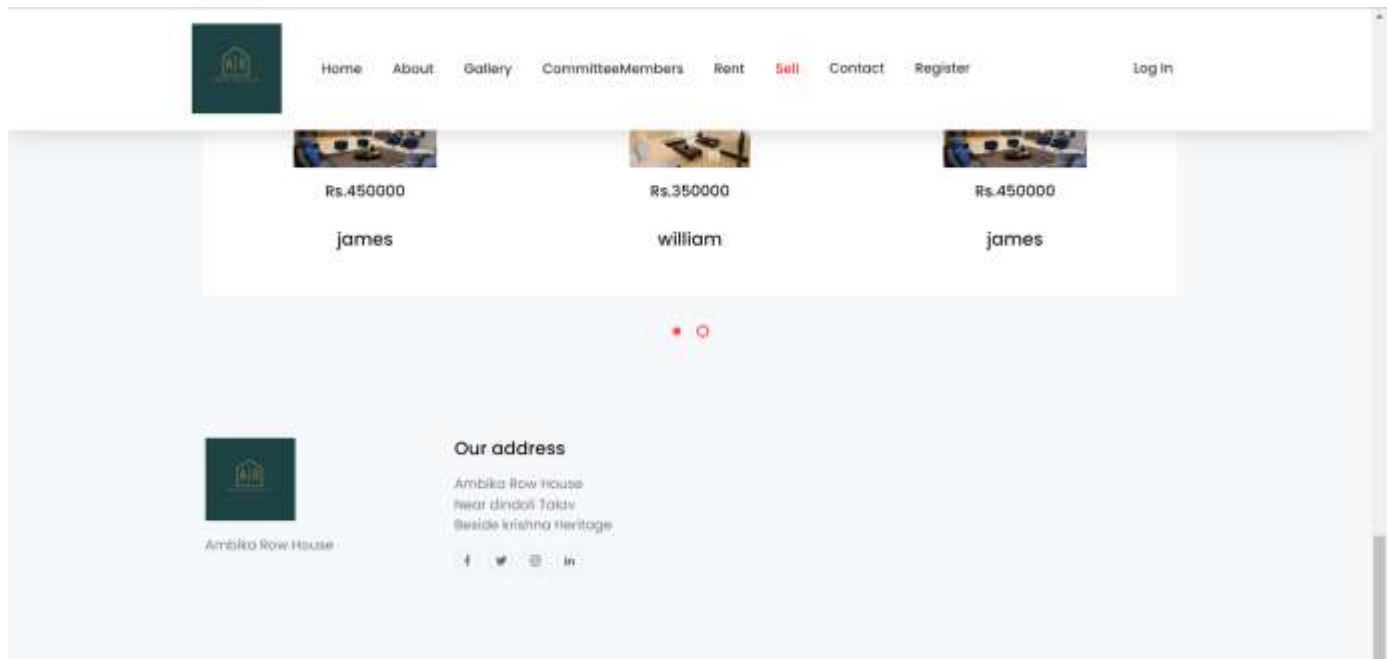 Home About Gallery CommitteeMembers Rent Sell Contact Register Log In
Rs.450000 Rs.350000 Rs.450000
james william james
Our address
Ambika Row House
Near dindoli Talav
Beside krishna Heritage
Ambika Row House